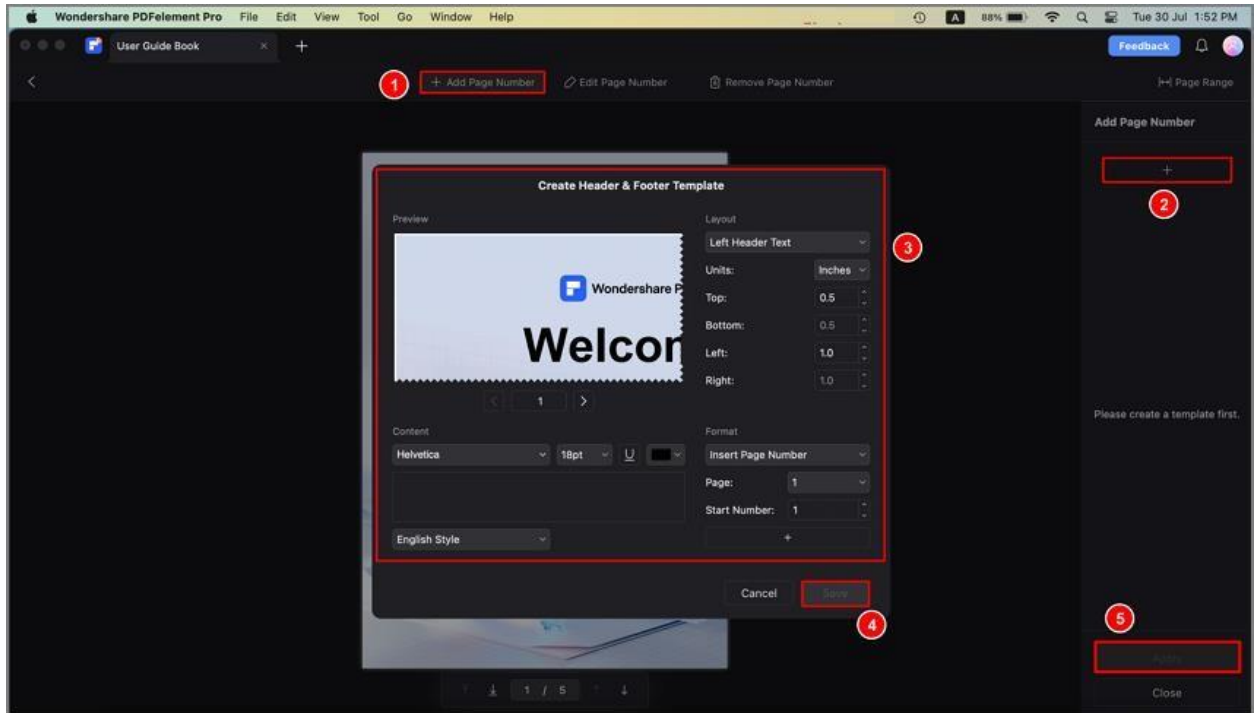 Wondershare PDFelement Pro File Edit View Tool Go Window Help A 88% Tue 30 Jul 1:52 PM
User Guide Book × + Feedback
1 + Add Page Number Edit Page Number Remove Page Number Page Range
Add Page Number
+
2
Create Header & Footer Template
Preview
Wondershare P
Welcon
1
Layout
Left Header Text
3
Units: Inches
Top: 0.5
Bottom: 0.5
Left: 1.0
Right: 1.0
Please create a template first.
Content
Helvetica 18pt U
English Style
Format
Insert Page Number
Page: 1
Start Number: 1
+
Cancel Save
4
5
Apply
Close
1 / 5